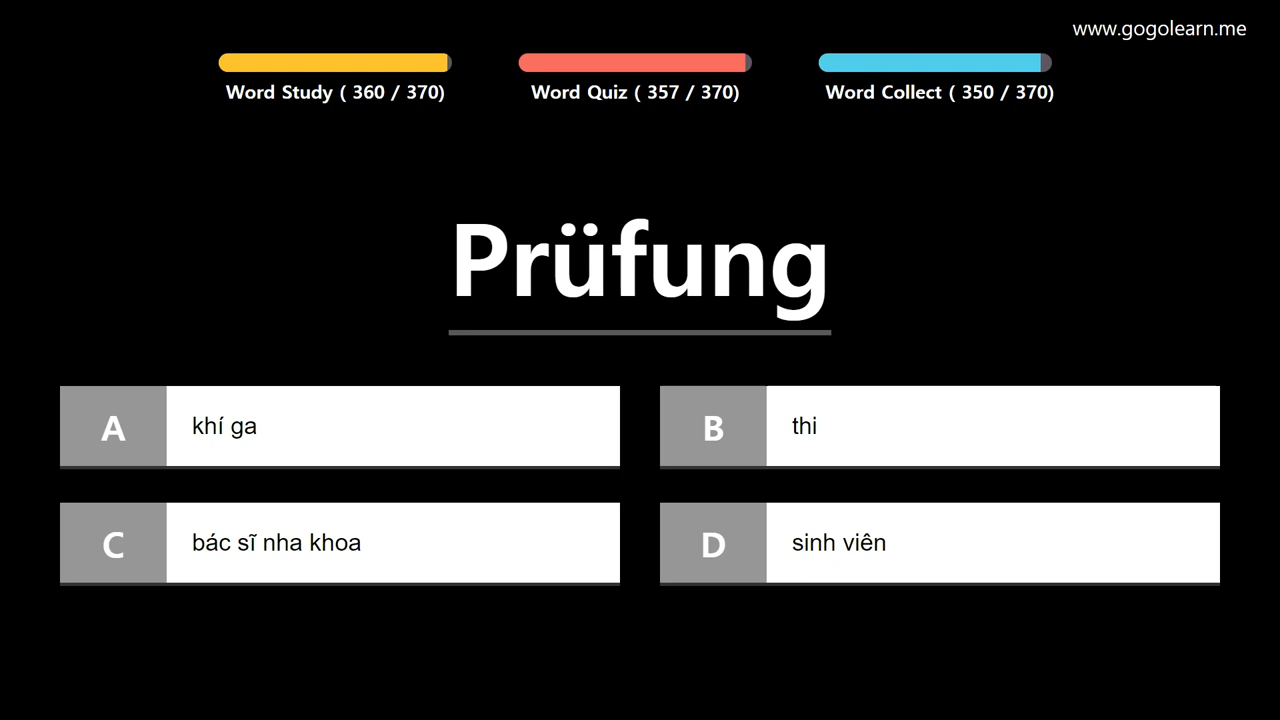 www.gogolearn.me
Word Study ( 360 / 370)
Word Quiz ( 357 / 370)
Word Collect ( 350 / 370)
Prüfung
A khí ga
B thi
C bác sĩ nha khoa
D sinh viên